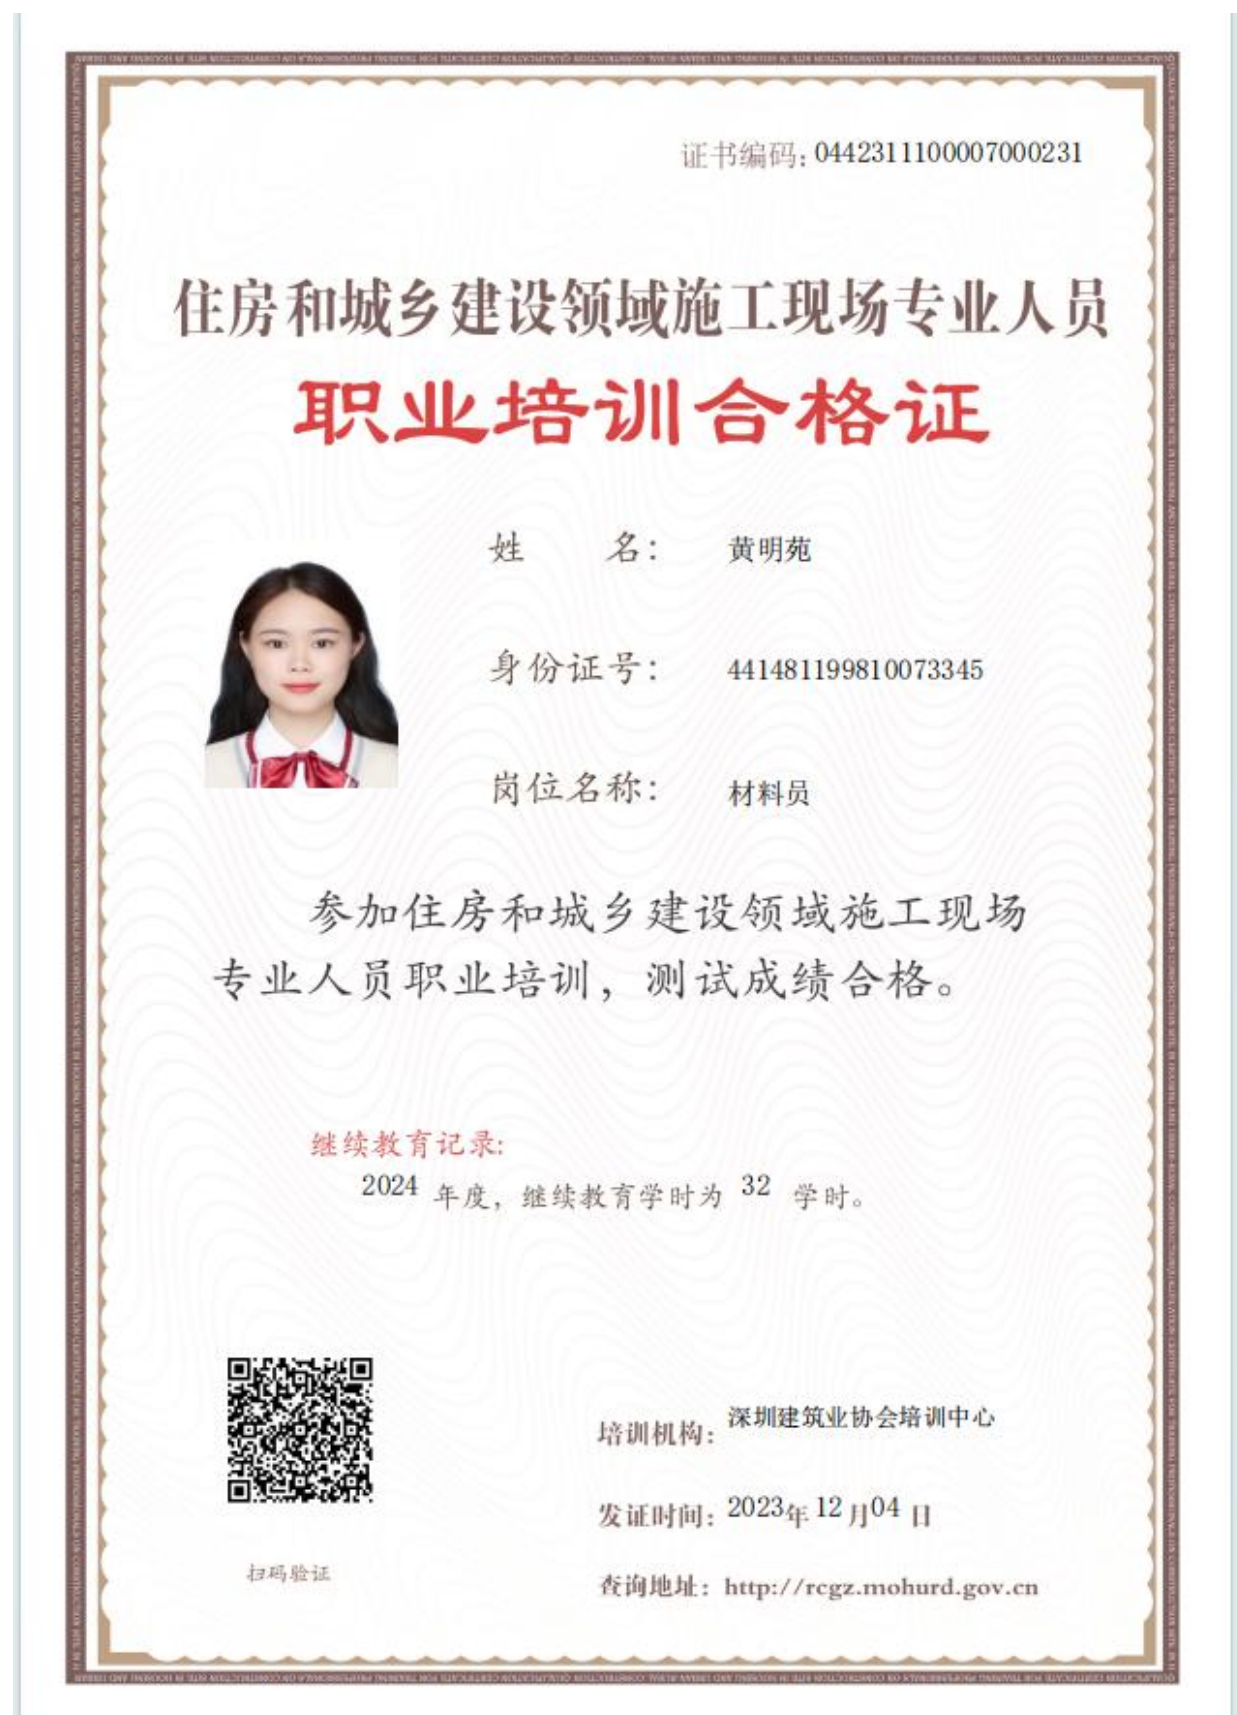 证书编码：0442311100007000231
住房和城乡建设领域施工现场专业人员
职业培训合格证
姓 名： 黄明苑
身份证号： 441481199810073345
岗位名称： 材料员
参加住房和城乡建设领域施工现场
专业人员职业培训，测试成绩合格。
继续教育记录:
2024 年度，继续教育学时为 32 学时。
培训机构：深圳建筑业协会培训中心
发证时间：2023年 12 月04 日
扫码验证
查询地址：http://rcgz.mohurd.gov.cn